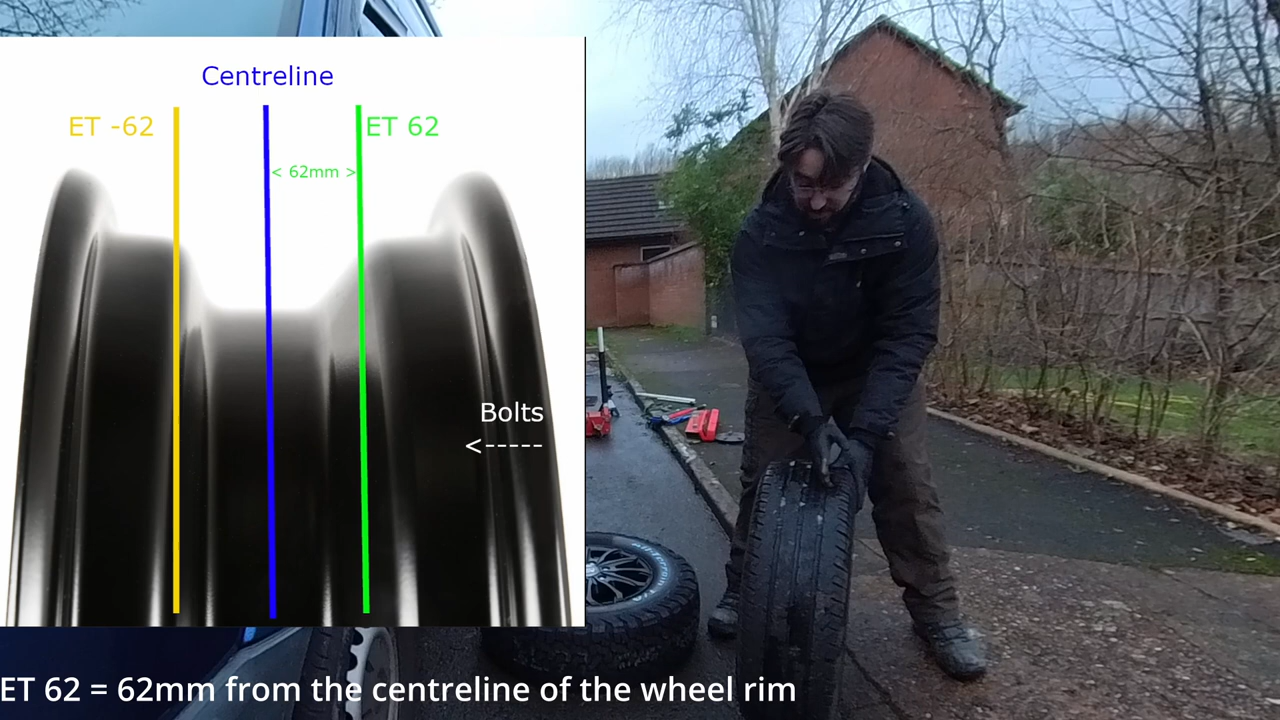 Centreline
ET -62
ET 62
< 62mm >
Bolts
<-----
ET 62 = 62mm from the centreline of the wheel rim